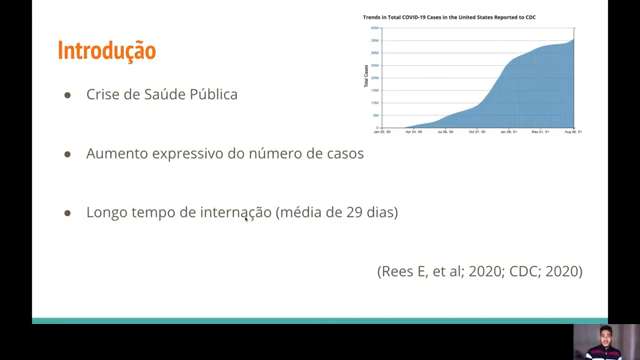 Trends in Total COVID-19 Cases in the United States Reported to CDC
Introdução
● Crise de Saúde Pública
● Aumento expressivo do número de casos
● Longo tempo de internação (média de 29 dias)
(Rees E, et al; 2020; CDC; 2020)
Total Cases